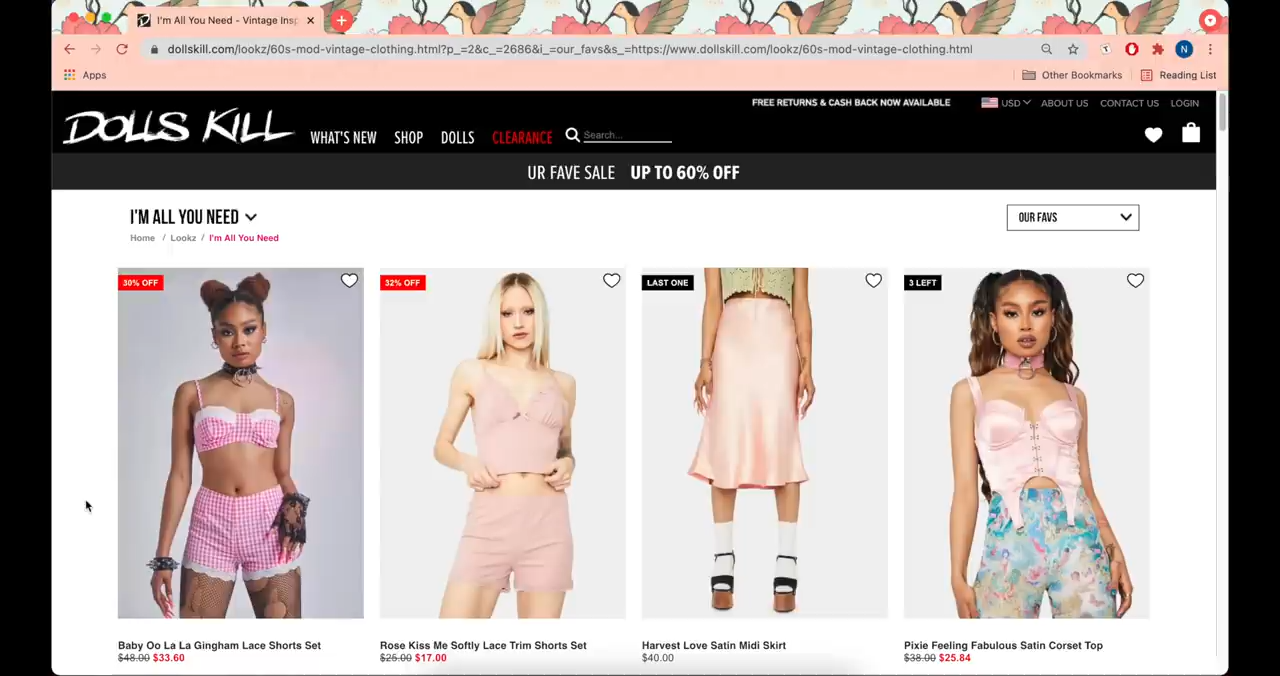 I'm All You Need - Vintage Insp
dollskill.com/lookz/60s-mod-vintage-clothing.html?p_=2&c_=2686&i_=our_favs&s_=https://www.dollskill.com/lookz/60s-mod-vintage-clothing.html
N
Apps
Other Bookmarks
Reading List
FREE RETURNS & CASH BACK NOW AVAILABLE
USD
ABOUT US
CONTACT US
LOGIN
DOLLS KILL
WHAT'S NEW
SHOP
DOLLS
CLEARANCE
Search...
UR FAVE SALE UP TO 60% OFF
I'M ALL YOU NEED
OUR FAVS
Home / Lookz / I'm All You Need
30% OFF
32% OFF
LAST ONE
3 LEFT
Baby Oo La La Gingham Lace Shorts Set
$48.00 $33.60
Rose Kiss Me Softly Lace Trim Shorts Set
$25.00 $17.00
Harvest Love Satin Midi Skirt
$40.00
Pixie Feeling Fabulous Satin Corset Top
$38.00 $25.84